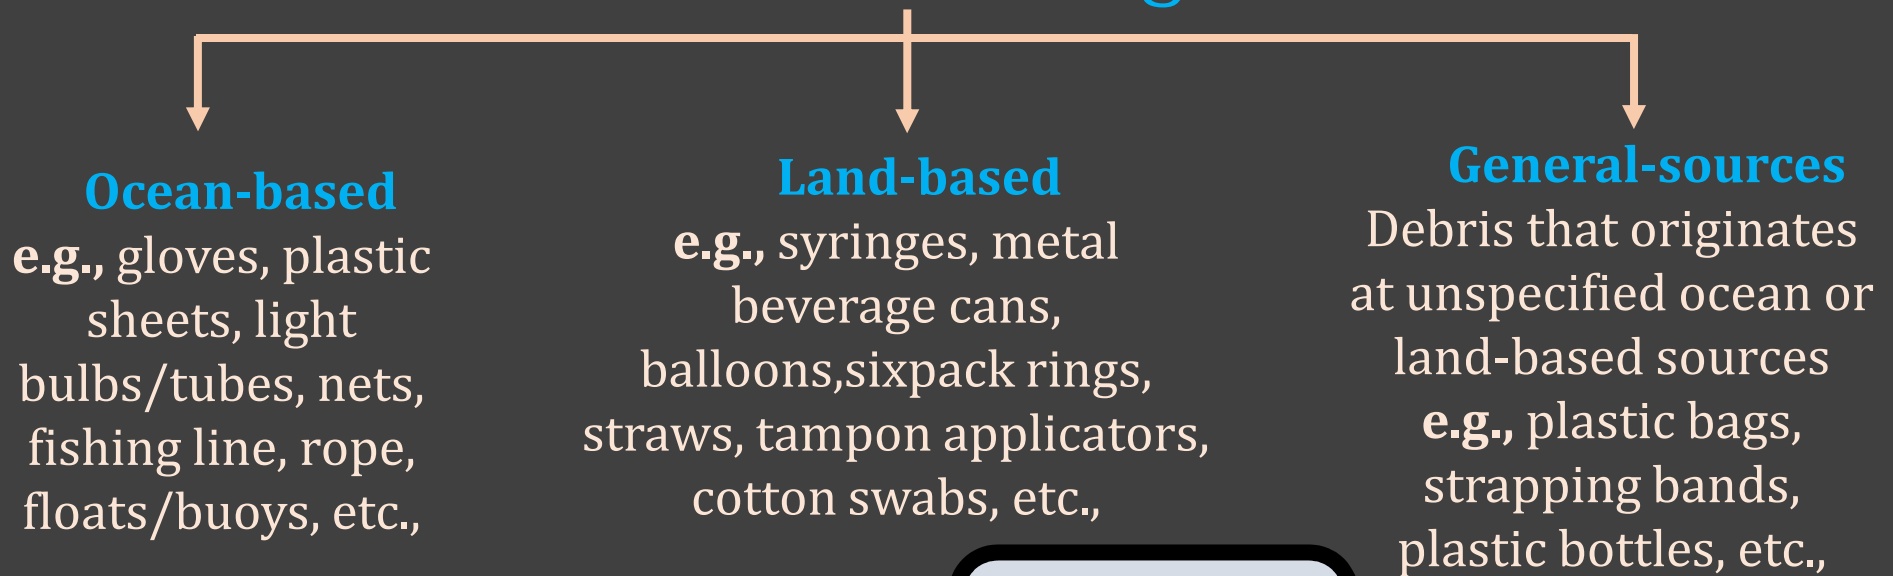 Ocean-based
e.g., gloves, plastic
sheets, light
bulbs/tubes, nets,
fishing line, rope,
floats/buoys, etc.,
Land-based
e.g., syringes, metal
beverage cans,
balloons,sixpack rings,
straws, tampon applicators,
cotton swabs, etc.,
General-sources
Debris that originates
at unspecified ocean or
land-based sources
e.g., plastic bags,
strapping bands,
plastic bottles, etc.,